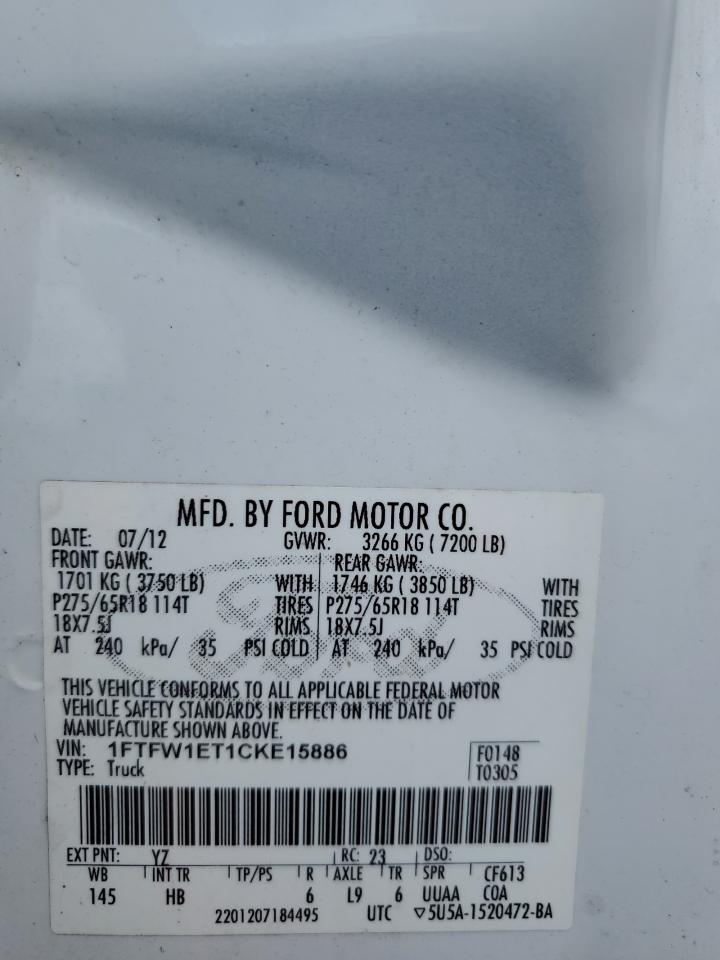 MFD. BY FORD MOTOR CO.
DATE: 07/12 GVWR: 3266 KG ( 7200 LB)
FRONT GAWR: REAR GAWR:
1701 KG ( 3750 LB) WITH 1746 KG ( 3850 LB) WITH
P275/65R18 114T TIRES P275/65R18 114T TIRES
18X7.5J RIMS 18X7.5J RIMS
AT 240 kPa/ 35 PSI COLD AT 240 kPa/ 35 PSI COLD
Ford
THIS VEHICLE CONFORMS TO ALL APPLICABLE FEDERAL MOTOR
VEHICLE SAFETY STANDARDS IN EFFECT ON THE DATE OF
MANUFACTURE SHOWN ABOVE.
VIN: 1FTFW1ET1CKE15886 F0148
TYPE: Truck T0305
EXT PNT: YZ RC: 23 DSO:
WB INT TR TP/PS R AXLE TR SPR CF613
145 HB 6 L9 6 UUAA COA
2201207184495 UTC ▽5U5A-1520472-BA